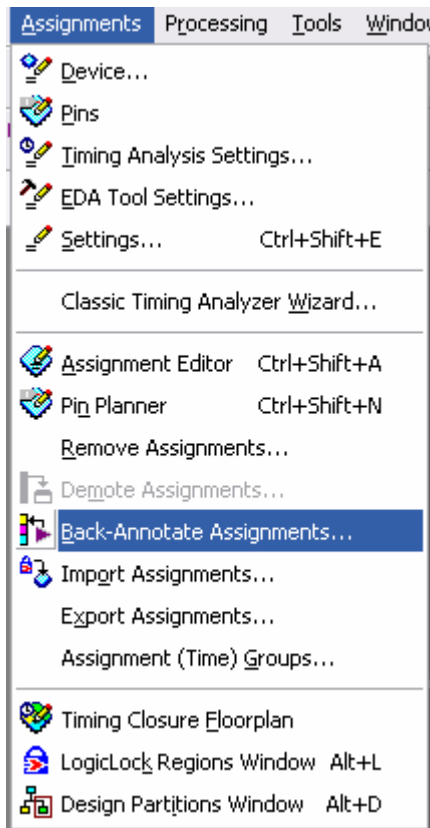 Assignments Processing Tools Window
Device...
Pins
Timing Analysis Settings...
EDA Tool Settings...
Settings... Ctrl+Shift+E
Classic Timing Analyzer Wizard...
Assignment Editor Ctrl+Shift+A
Pin Planner Ctrl+Shift+N
Remove Assignments...
Demote Assignments...
Back-Annotate Assignments...
Import Assignments...
Export Assignments...
Assignment (Time) Groups...
Timing Closure Floorplan
LogicLock Regions Window Alt+L
Design Partitions Window Alt+D